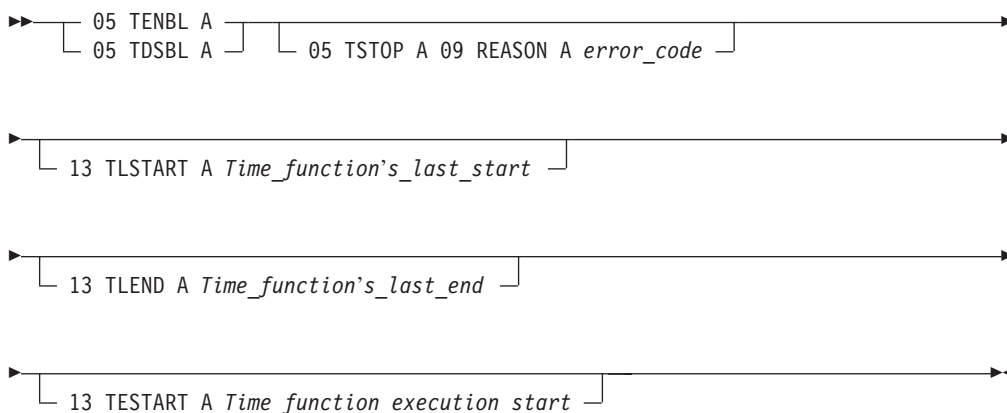 05 TENBL A
05 TDSBL A 05 TSTOP A 09 REASON A error_code
13 TLSTART A Time_function's_last_start
13 TLEND A Time_function's_last_end
13 TESTART A Time function execution start